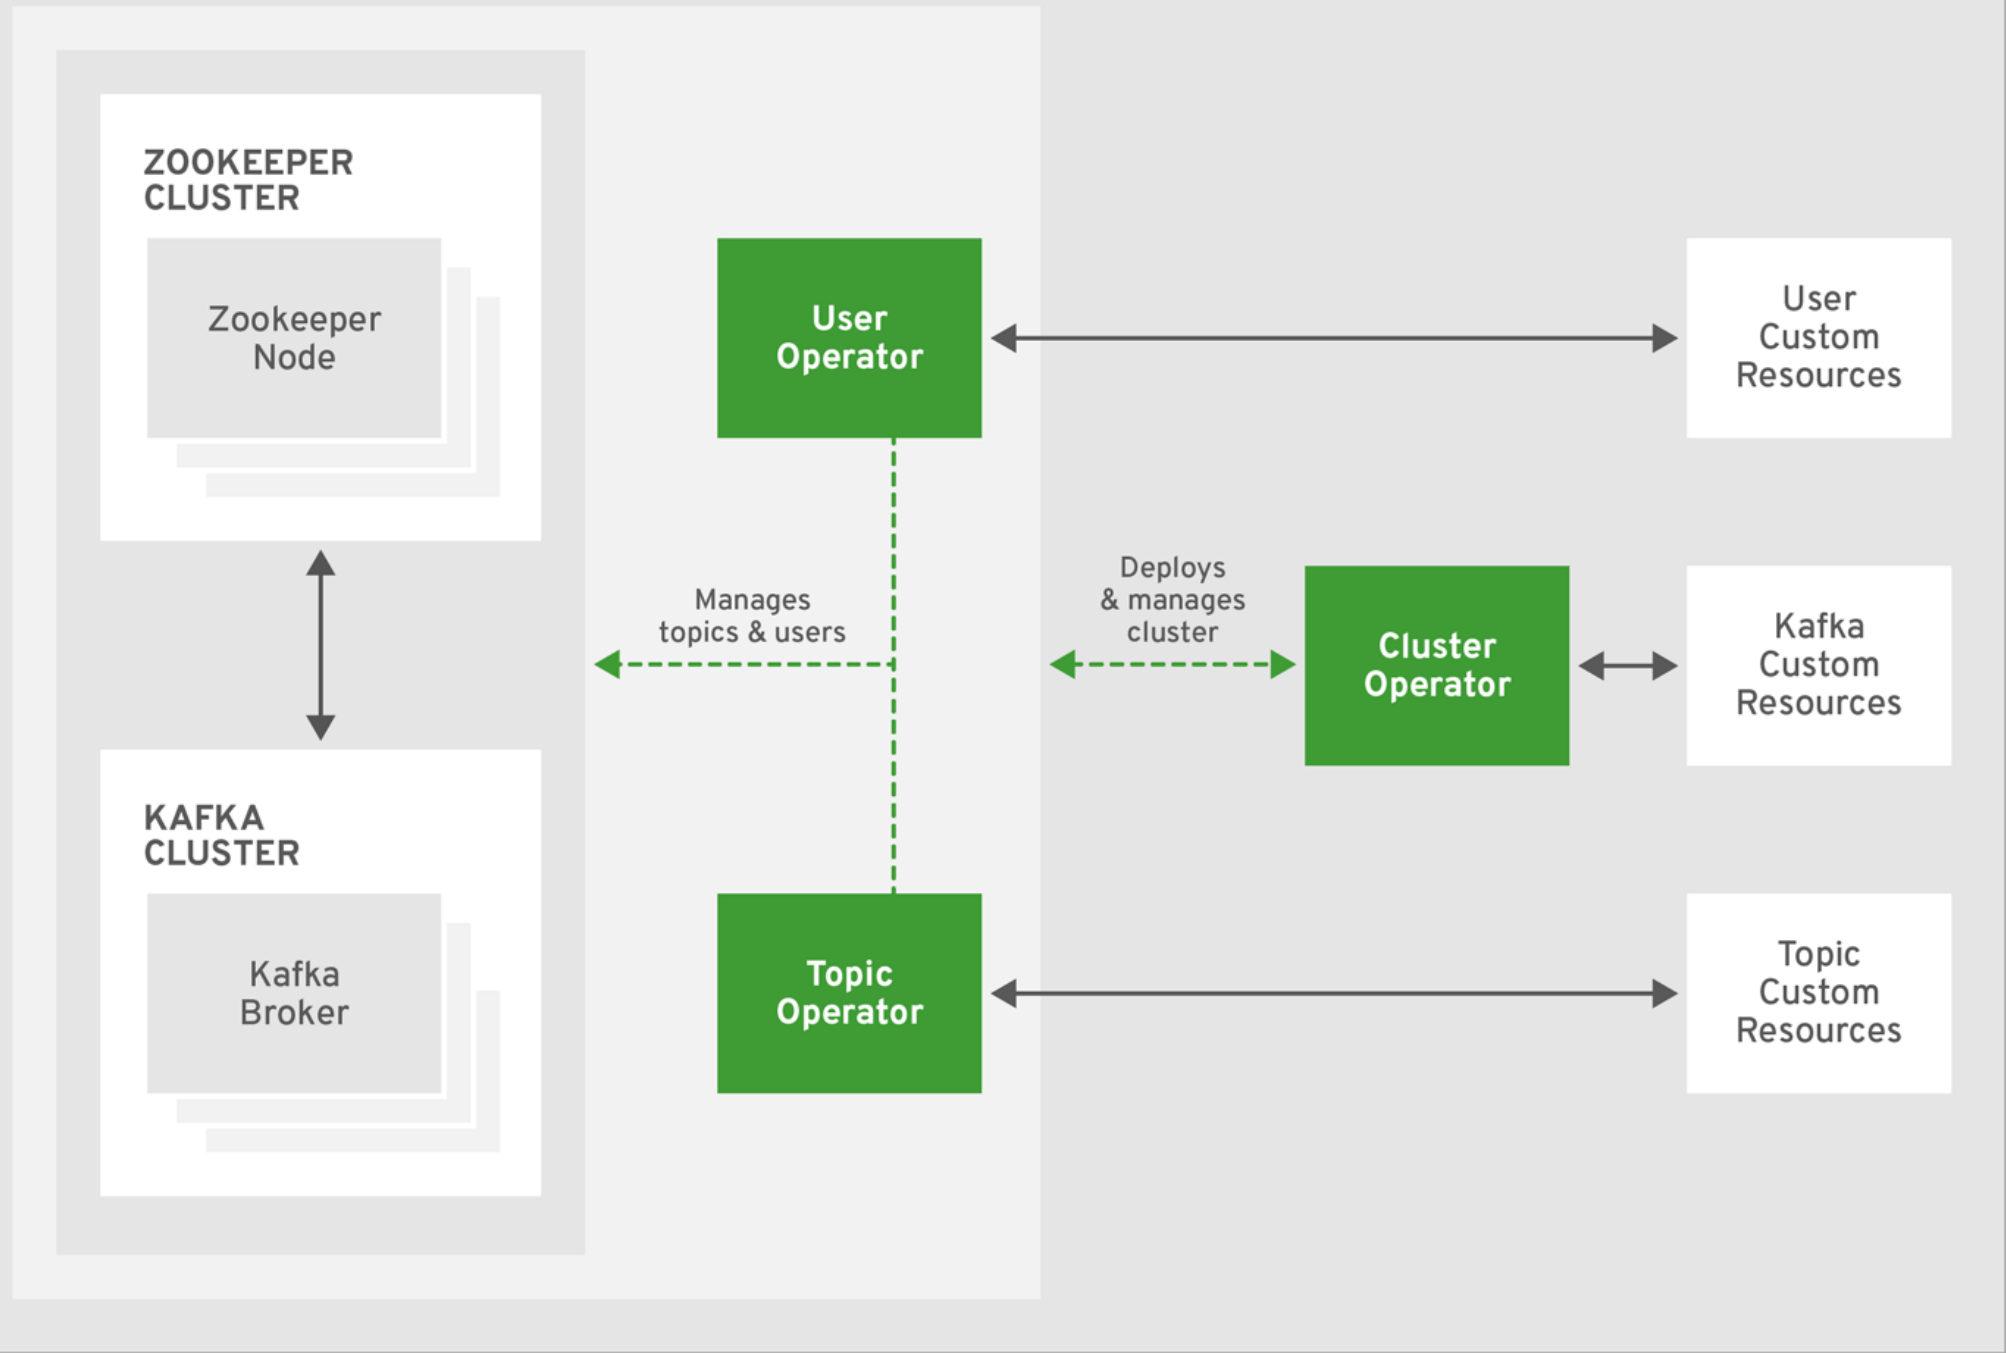 ZOOKEEPER
CLUSTER
Zookeeper
Node
KAFKA
CLUSTER
Kafka
Broker
User
Operator
Manages
topics & users
Topic
Operator
Deploys
& manages
cluster
Cluster
Operator
User
Custom
Resources
Kafka
Custom
Resources
Topic
Custom
Resources